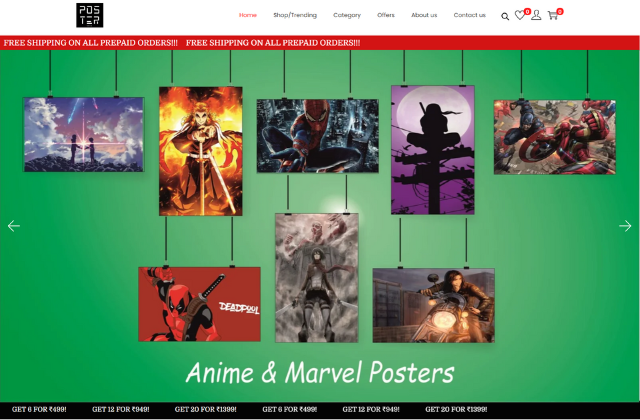 POS
TER
Home Shop/Trending Category Offers About us Contact us 0 0
FREE SHIPPING ON ALL PREPAID ORDERS!!! FREE SHIPPING ON ALL PREPAID ORDERS!!!
DEADPOOL
Anime & Marvel Posters
GET 6 FOR ₹499! GET 12 FOR ₹949! GET 20 FOR ₹1399! GET 6 FOR ₹499! GET 12 FOR ₹949! GET 20 FOR ₹1399!